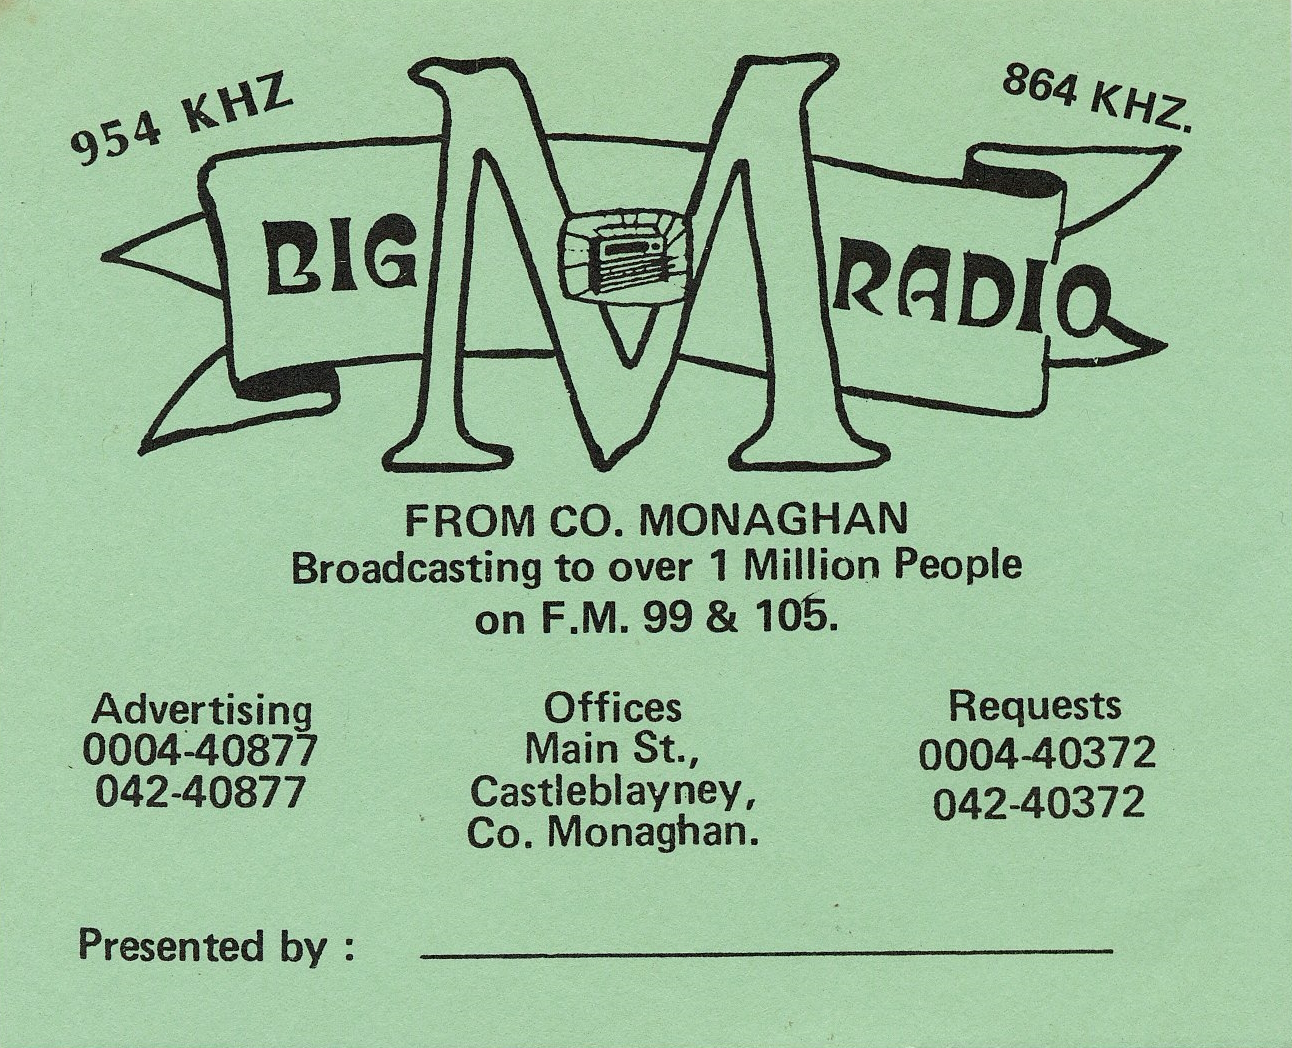 954 KHZ
864 KHZ.
BIG M RADIO
FROM CO. MONAGHAN
Broadcasting to over 1 Million People
on F.M. 99 & 105.
Advertising
0004-40877
042-40877
Offices
Main St.,
Castleblayney,
Co. Monaghan.
Requests
0004-40372
042-40372
Presented by :